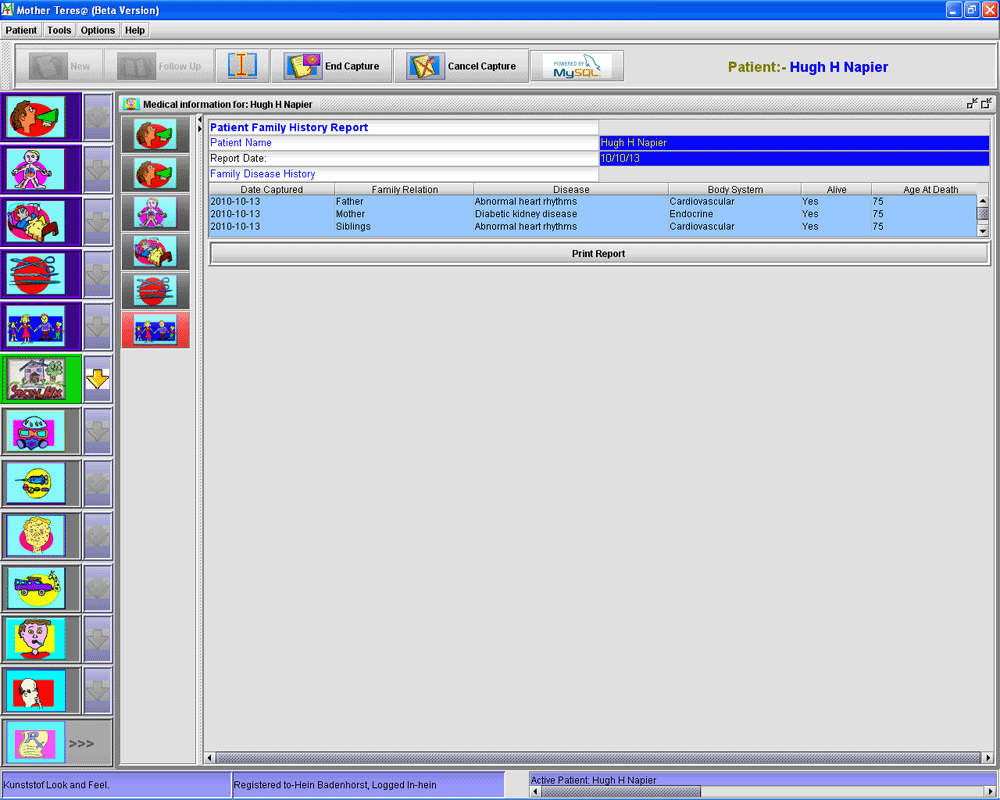 Mother Teres@ (Beta Version)
Patient Tools Options Help
New Follow Up End Capture Cancel Capture POWERED BY MySQL Patient:- Hugh H Napier
Medical information for: Hugh H Napier
Patient Family History Report
Patient Name Hugh H Napier
Report Date: 10/10/13
Family Disease History
Date Captured Family Relation Disease Body System Alive Age At Death
2010-10-13 Father Abnormal heart rhythms Cardiovascular Yes 75
2010-10-13 Mother Diabetic kidney disease Endocrine Yes 75
2010-10-13 Siblings Abnormal heart rhythms Cardiovascular Yes 75
Print Report
>>>
Kunststof Look and Feel. Registered to-Hein Badenhorst, Logged In-hein Active Patient: Hugh H Napier